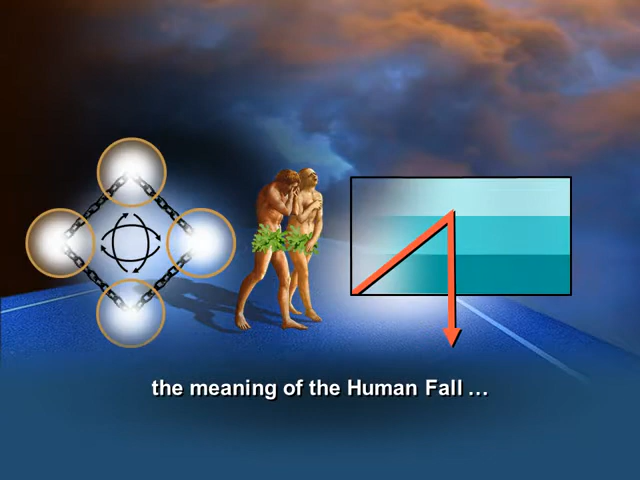 the meaning of the Human Fall …